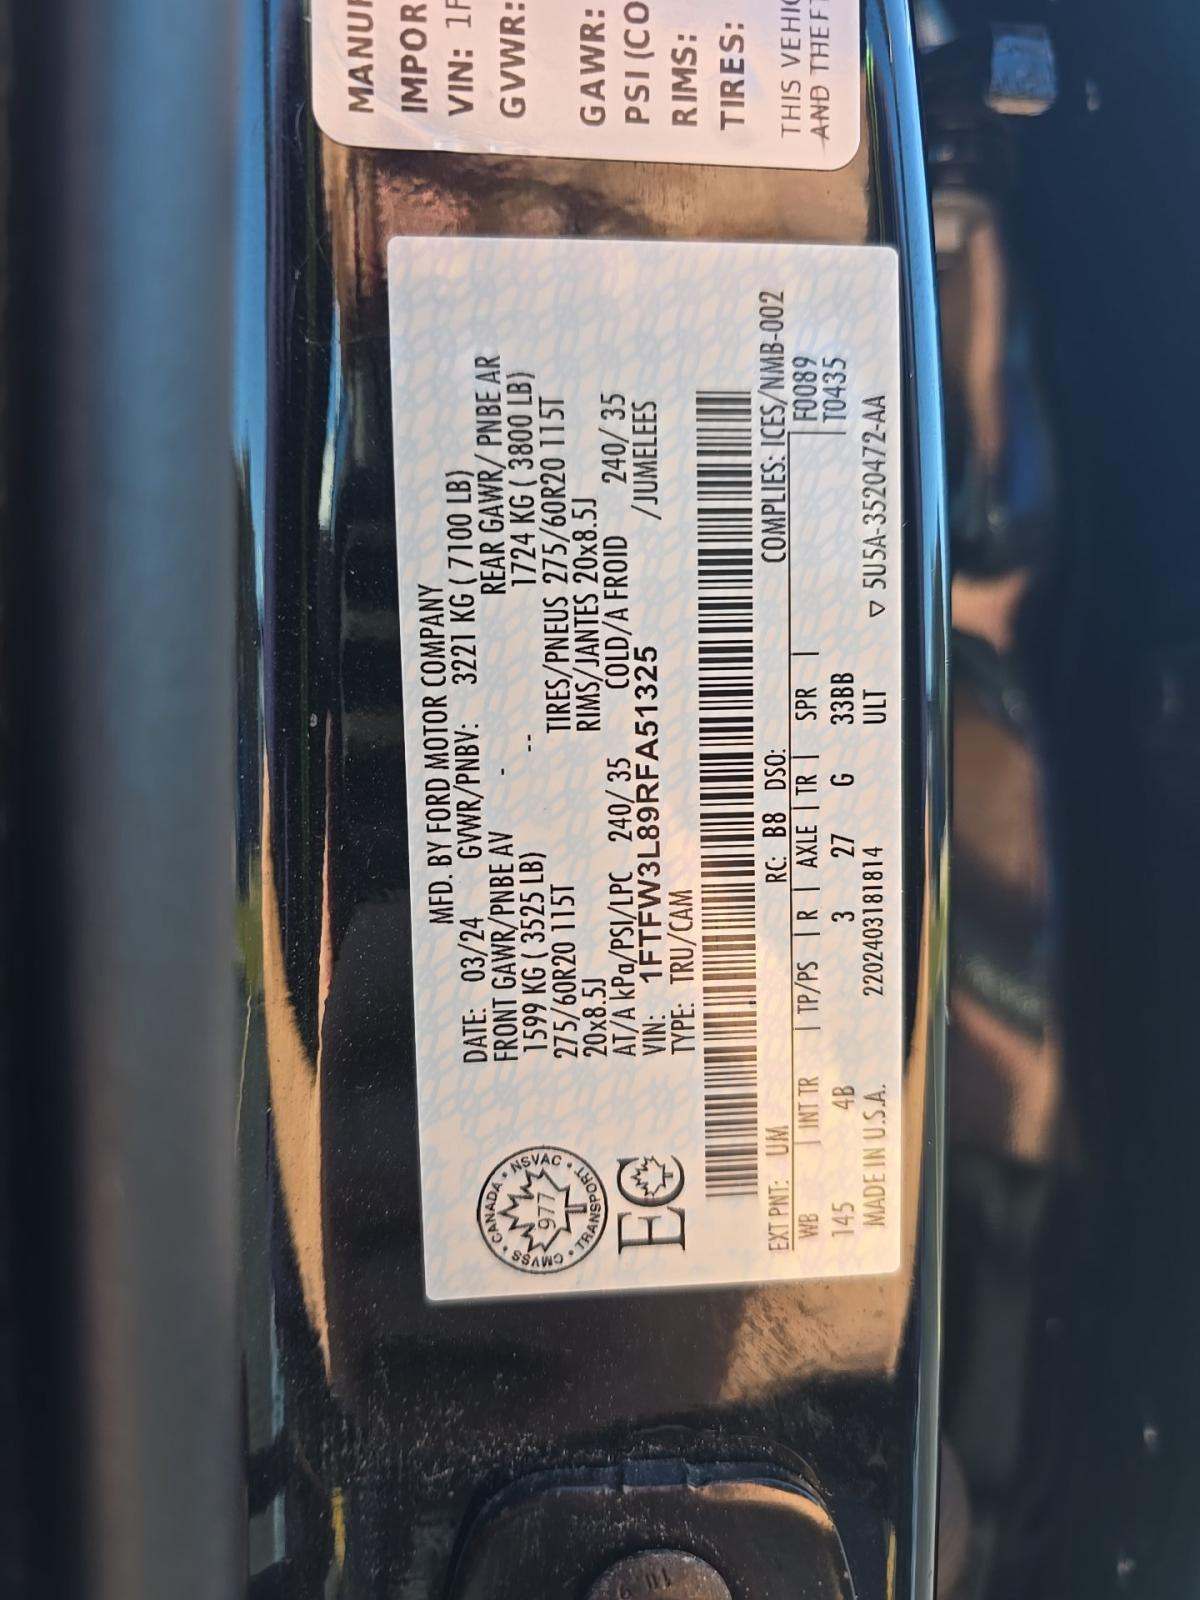 MFD. BY FORD MOTOR COMPANY
DATE: 03/24 GVWR/PNBV: 3221 KG ( 7100 LB)
FRONT GAWR/PNBE AV - REAR GAWR/ PNBE AR
1599 KG ( 3525 LB) -- 1724 KG ( 3800 LB)
275/60R20 115T TIRES/PNEUS 275/60R20 115T
20x8.5J RIMS/JANTES 20x8.5J
AT/A kPa/PSI/LPC 240/ 35 COLD/A FROID 240/ 35
VIN: 1FTFW3L89RFA51325 /JUMELEES
TYPE: TRU/CAM
CANADA • NSVAC • TRANSPORT • CMVSS •
977
EC
EXT PNT: UM RC: B8 DSO: COMPLIES: ICES/NMB-002
WB | INT TR | TP/PS | R | AXLE | TR | SPR | F0089
145 4B 3 27 G 33BB | T0435
ULT
MADE IN U.S.A. 2202403181814 ▽ 5U5A-3520472-AA
MANUF
IMPOR
VIN: 1F
GVWR:
GAWR:
PSI (CO
RIMS:
TIRES:
THIS VEHIC
AND THEFT